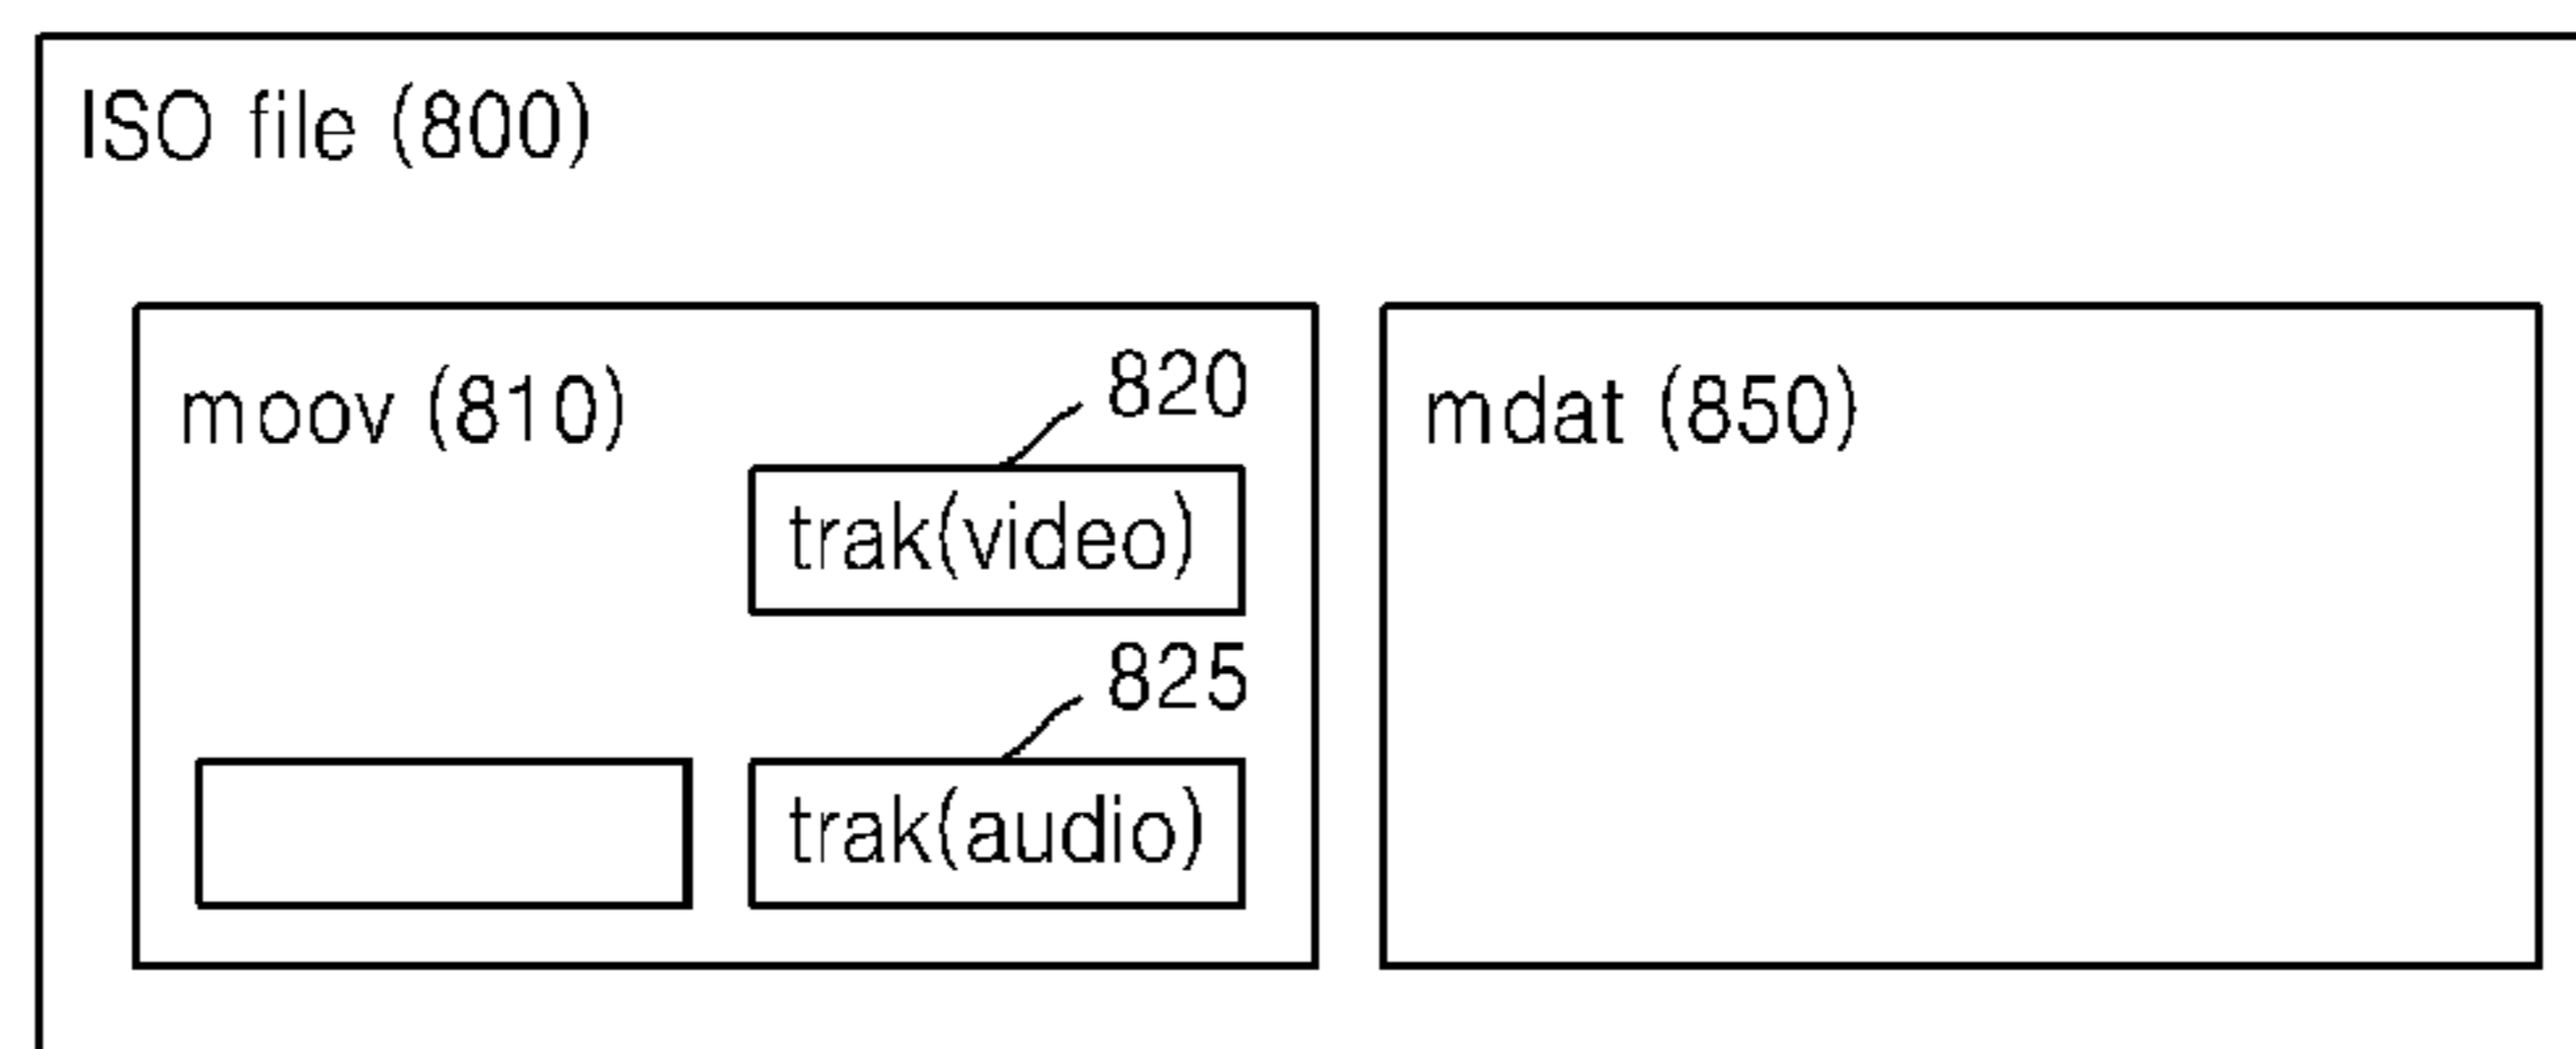 ISO file (800)
moov (810)
820
trak(video)
825
trak(audio)
mdat (850)